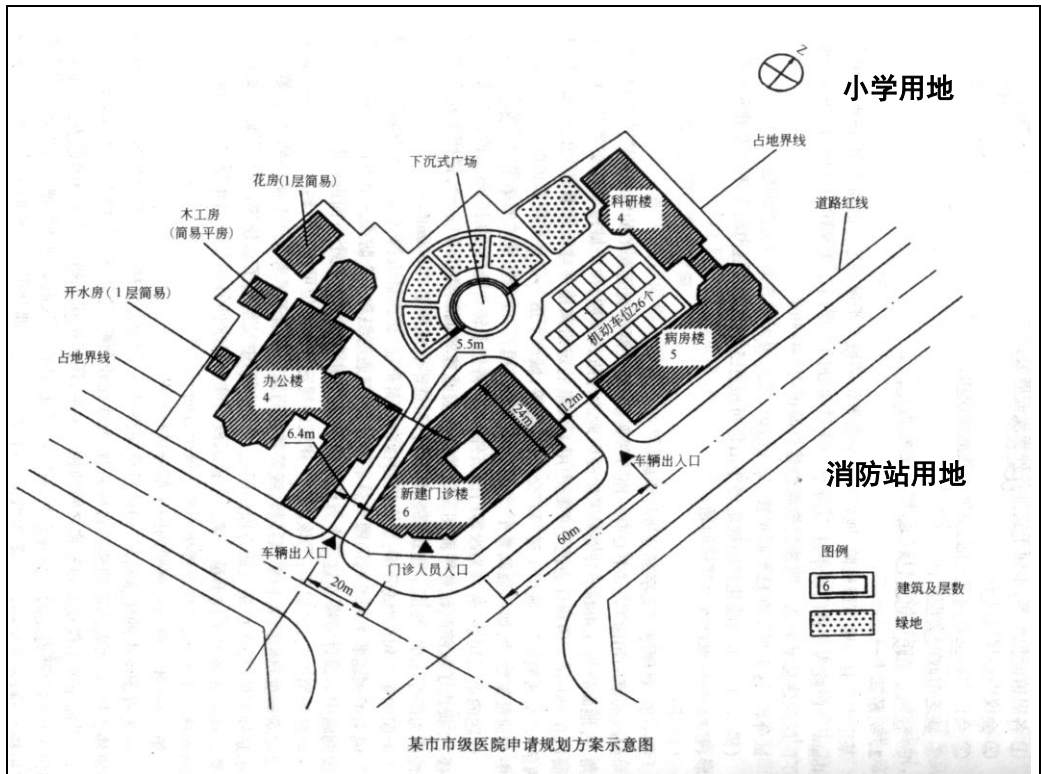 Z
小学用地
占地界线
下沉式广场
花房(1层简易)
木工房
(简易平房)
科研楼
4
道路红线
开水房(1层简易)
机动车位26个
占地界线
5.5m
病房楼
5
办公楼
4
24m
12m
6.4m
车辆出入口
消防站用地
新建门诊楼
6
60m
车辆出入口
门诊人员入口
20m
图例
6
建筑及层数
绿地
某市市级医院申请规划方案示意图